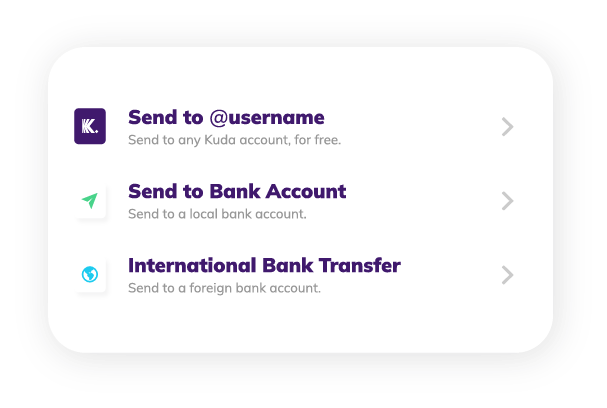 K.
Send to @username
Send to any Kuda account, for free.
Send to Bank Account
Send to a local bank account.
International Bank Transfer
Send to a foreign bank account.